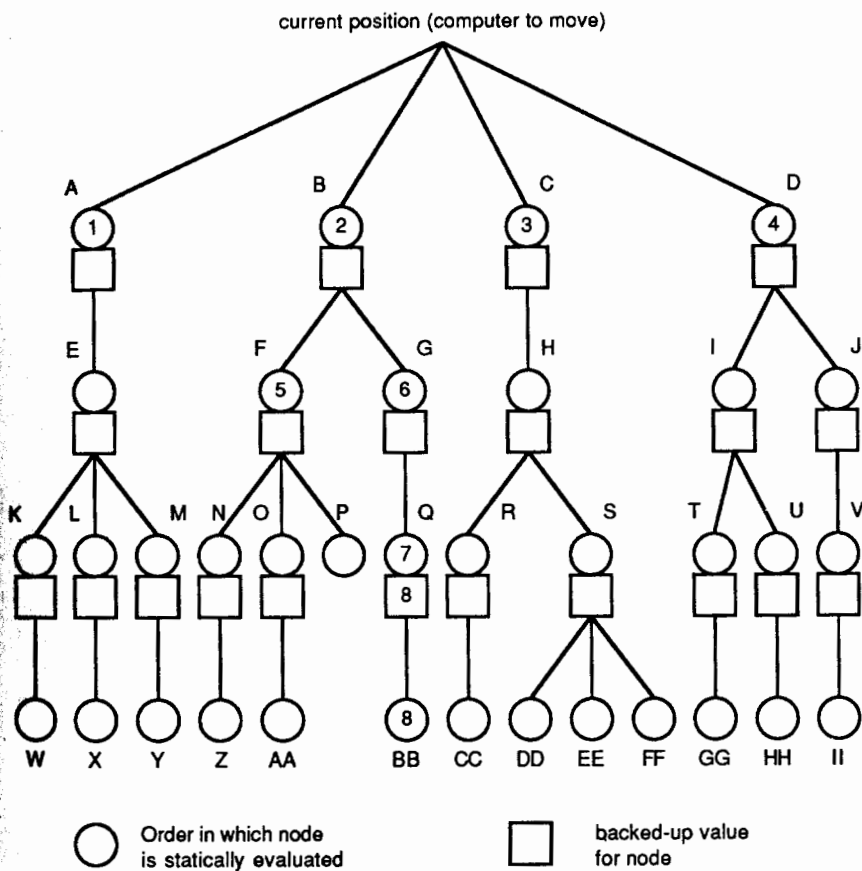 current position (computer to move)
A B C D
1 2 3 4
E F G H I J
5 6
K L M N O P Q R S T U V
7
8
8
W X Y Z AA BB CC DD EE FF GG HH II
Order in which node
is statically evaluated
backed-up value
for node